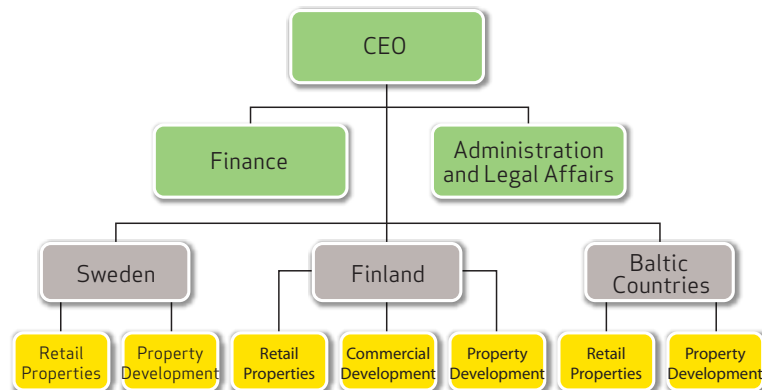 CEO
Finance
Administration
and Legal Affairs
Sweden
Finland
Baltic
Countries
Retail
Properties
Property
Development
Retail
Properties
Commercial
Development
Property
Development
Retail
Properties
Property
Development